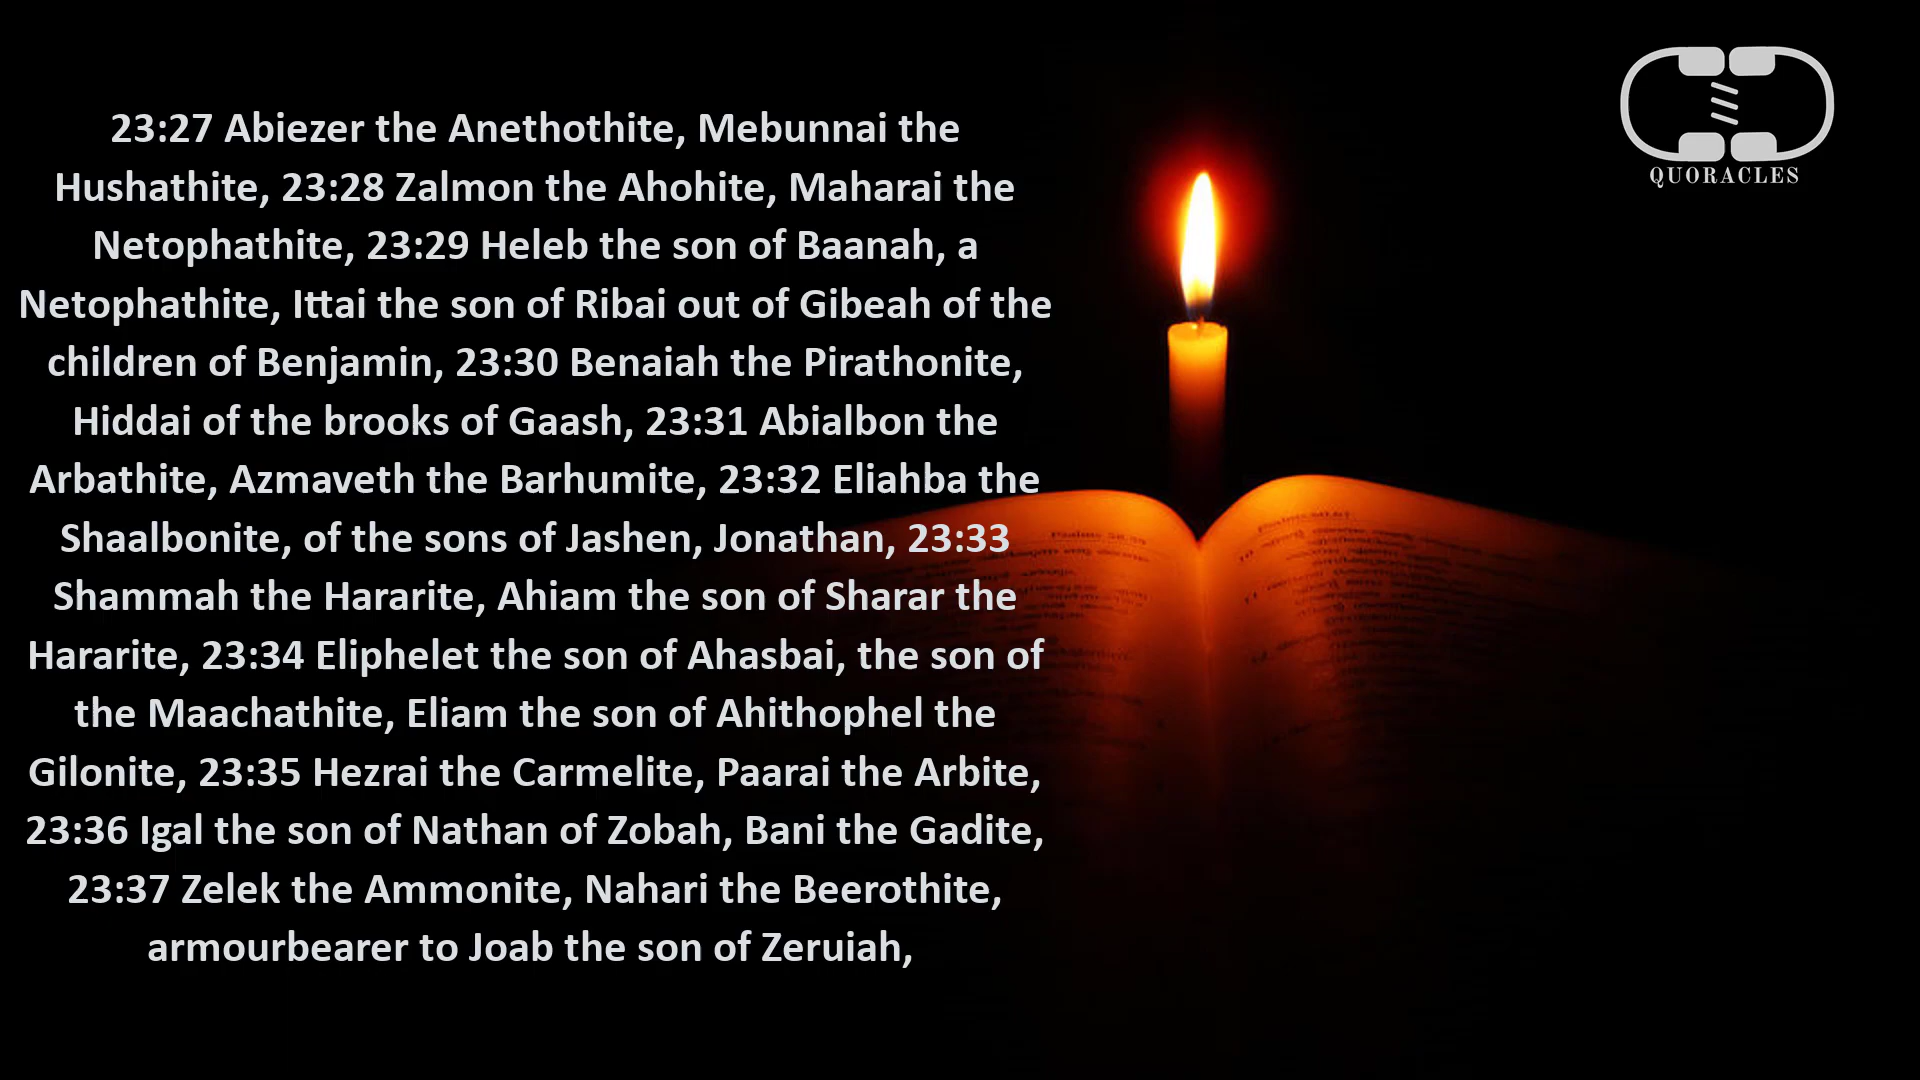 23:27 Abiezer the Anethothite, Mebunnai the
Hushathite, 23:28 Zalmon the Ahohite, Maharai the
Netophathite, 23:29 Heleb the son of Baanah, a
Netophathite, Ittai the son of Ribai out of Gibeah of the
children of Benjamin, 23:30 Benaiah the Pirathonite,
Hiddai of the brooks of Gaash, 23:31 Abialbon the
Arbathite, Azmaveth the Barhumite, 23:32 Eliahba the
Shaalbonite, of the sons of Jashen, Jonathan, 23:33
Shammah the Hararite, Ahiam the son of Sharar the
Hararite, 23:34 Eliphelet the son of Ahasbai, the son of
the Maachathite, Eliam the son of Ahithophel the
Gilonite, 23:35 Hezrai the Carmelite, Paarai the Arbite,
23:36 Igal the son of Nathan of Zobah, Bani the Gadite,
23:37 Zelek the Ammonite, Nahari the Beerothite,
armourbearer to Joab the son of Zeruiah,
QUORACLES